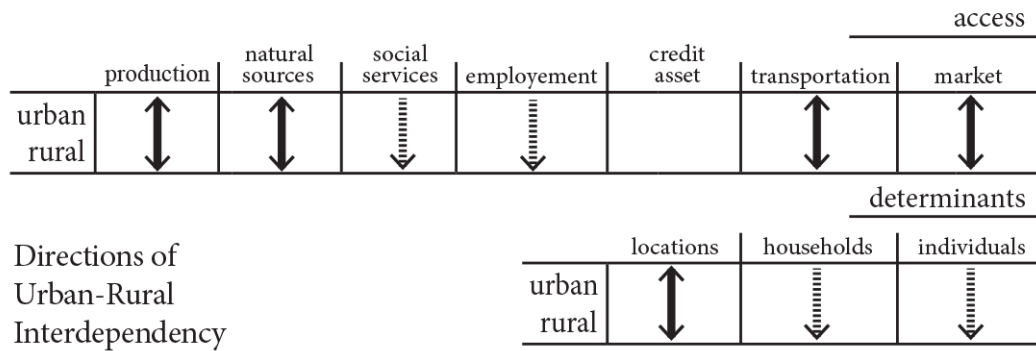 access
production natural sources social services employement credit asset transportation market
urban
rural
determinants
locations households individuals
urban
rural
Directions of
Urban-Rural
Interdependency